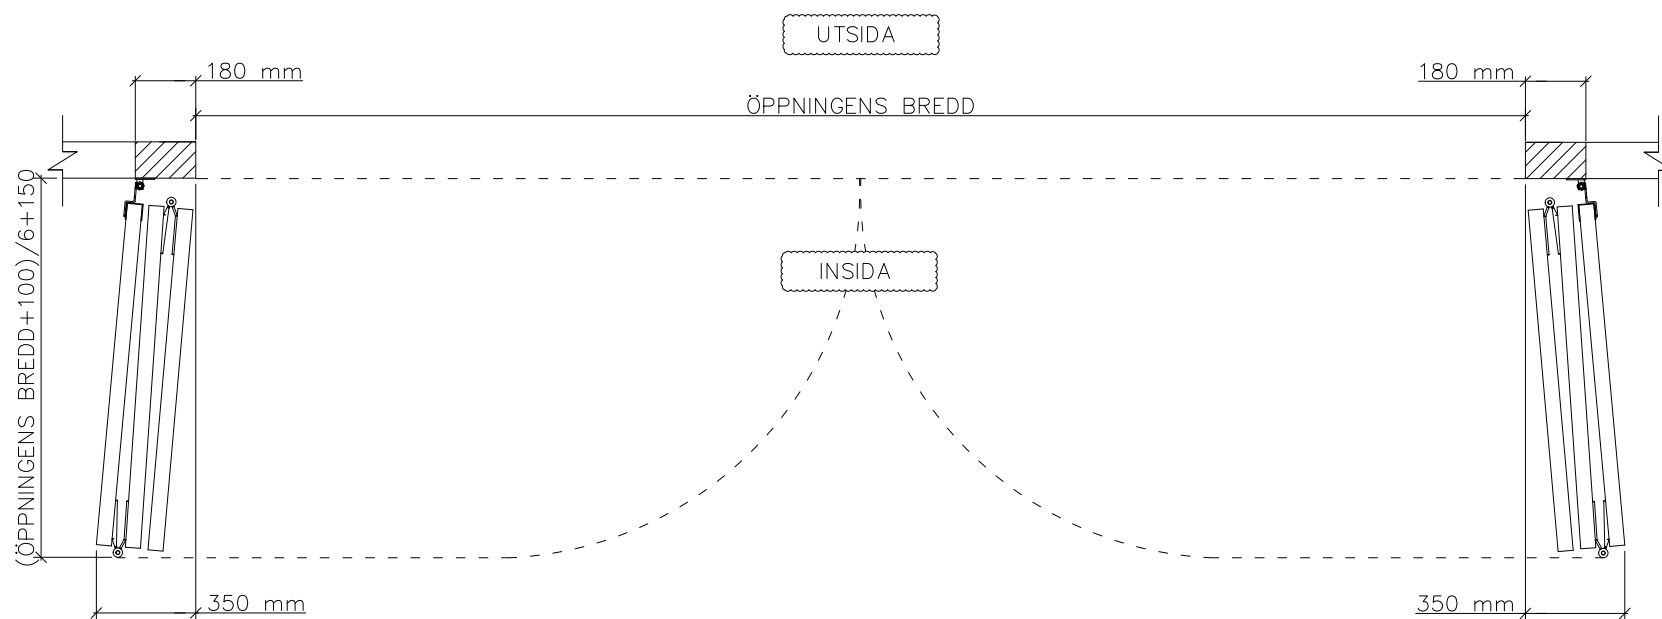 UTSIDA
180 mm
180 mm
ÖPPNINGENS BREDD
(ÖPPNINGENS BREDD+100)/6+150
INSIDA
350 mm
350 mm